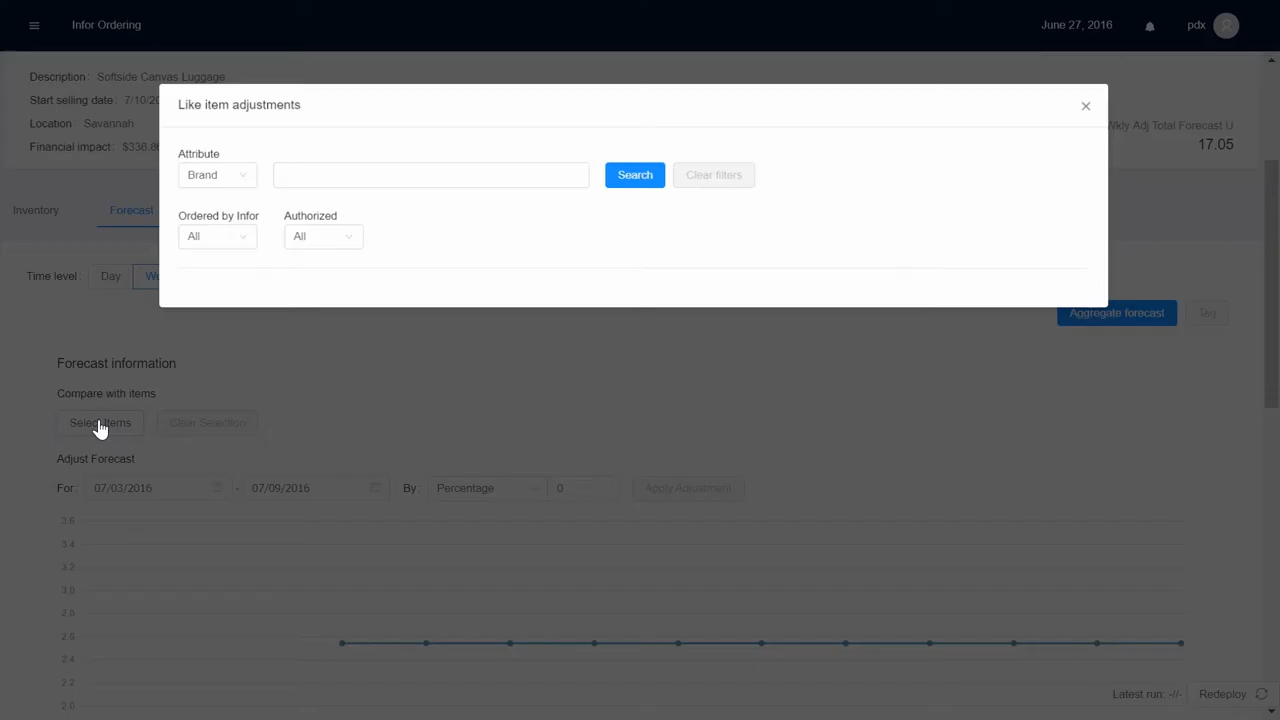 Infor Ordering
June 27, 2016
pdx
Description: Softside Canvas Luggage
Start selling date: 7/10/20
Location: Savannah
Financial impact: $336.8
Wkly Adj Total Forecast U
17.05
Like item adjustments
Attribute
Brand
Search
Clear filters
Ordered by Infor
Authorized
All
All
Inventory
Forecast
Time level:
Day
Aggregate forecast
Tag
Forecast information
Compare with items
Select Items
Clear Selection
Adjust Forecast
For: 07/03/2016 - 07/09/2016 By: Percentage 0 Apply Adjustment
3.6
3.4
3.2
3.0
2.8
2.6
2.4
2.2
2.0
Latest run: -//-
Redeploy